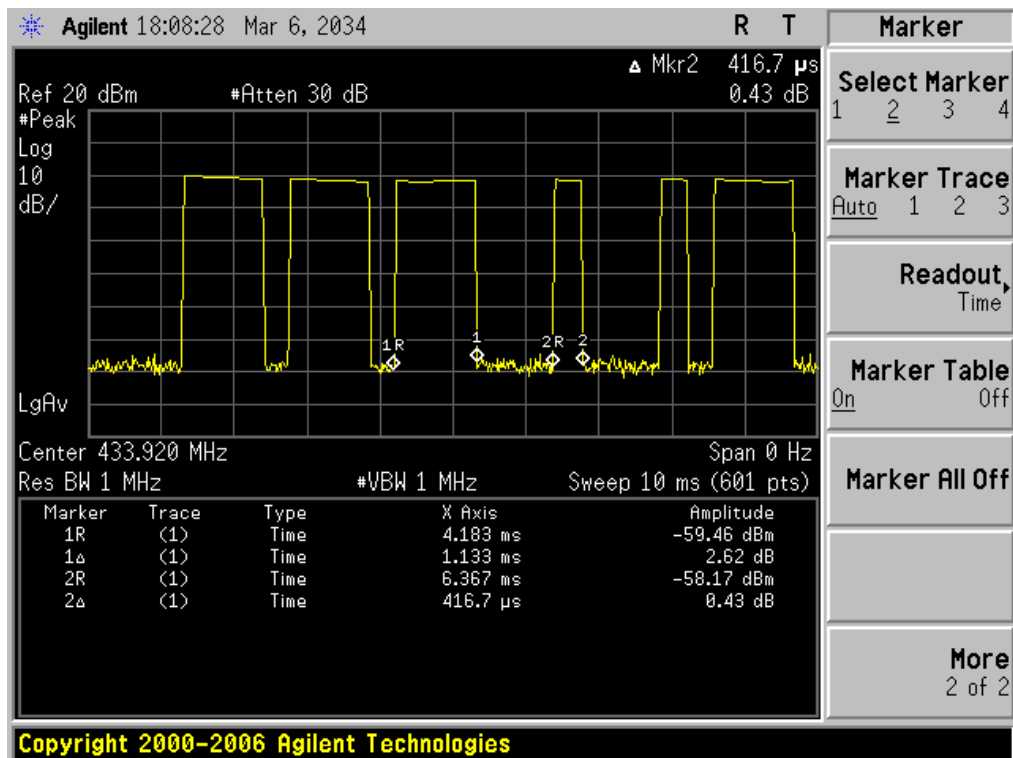 Agilent 18:08:28 Mar 6, 2034 R T
Δ Mkr2 416.7 µs
Ref 20 dBm #Atten 30 dB 0.43 dB
#Peak
Log
10
dB/
1R 1 2R 2
LgAv
Center 433.920 MHz Span 0 Hz
Res BW 1 MHz #VBW 1 MHz Sweep 10 ms (601 pts)
Marker Trace Type X Axis Amplitude
1R (1) Time 4.183 ms -59.46 dBm
1Δ (1) Time 1.133 ms 2.62 dB
2R (1) Time 6.367 ms -58.17 dBm
2Δ (1) Time 416.7 µs 0.43 dB
Marker
Select Marker
1 2 3 4
Marker Trace
Auto 1 2 3
Readout
Time
Marker Table
On Off
Marker All Off
More
2 of 2
Copyright 2000-2006 Agilent Technologies